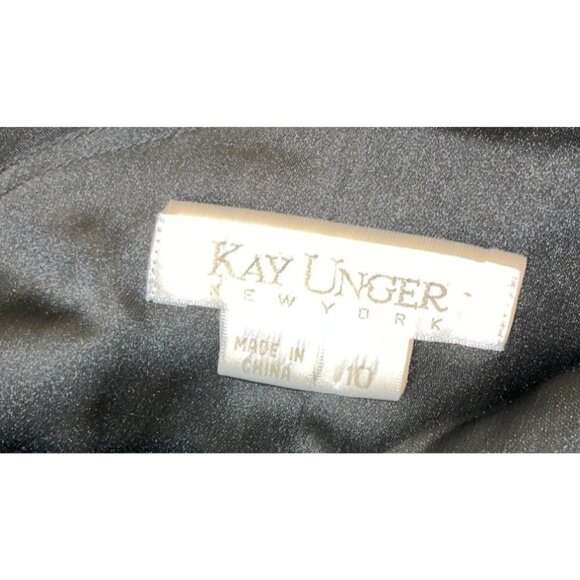 KAY UNGER
NEW YORK
MADE IN
CHINA
10